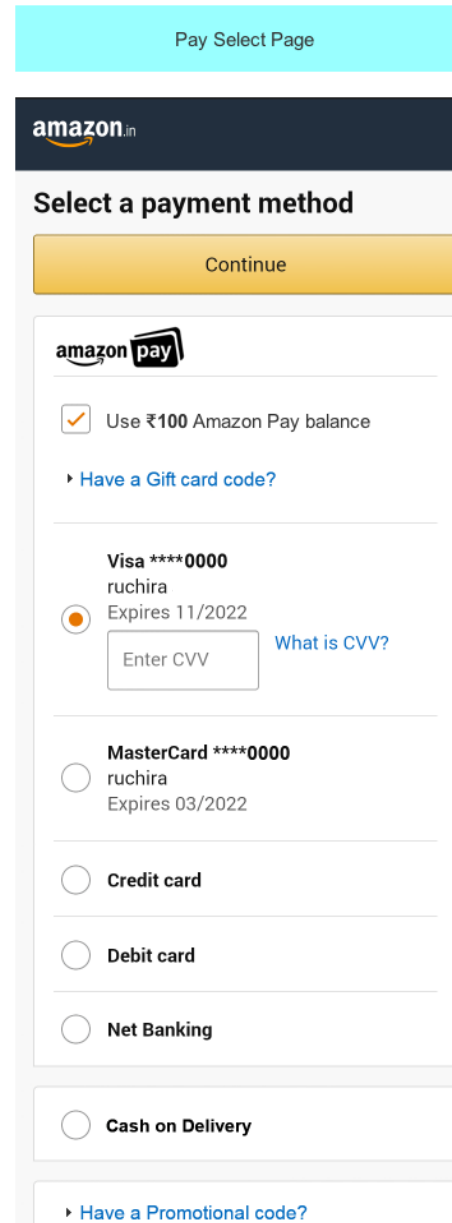 Pay Select Page
amazon.in
Select a payment method
Continue
amazon pay
Use ₹100 Amazon Pay balance
Have a Gift card code?
Visa ****0000
ruchira
Expires 11/2022
Enter CVV
What is CVV?
MasterCard ****0000
ruchira
Expires 03/2022
Credit card
Debit card
Net Banking
Cash on Delivery
Have a Promotional code?